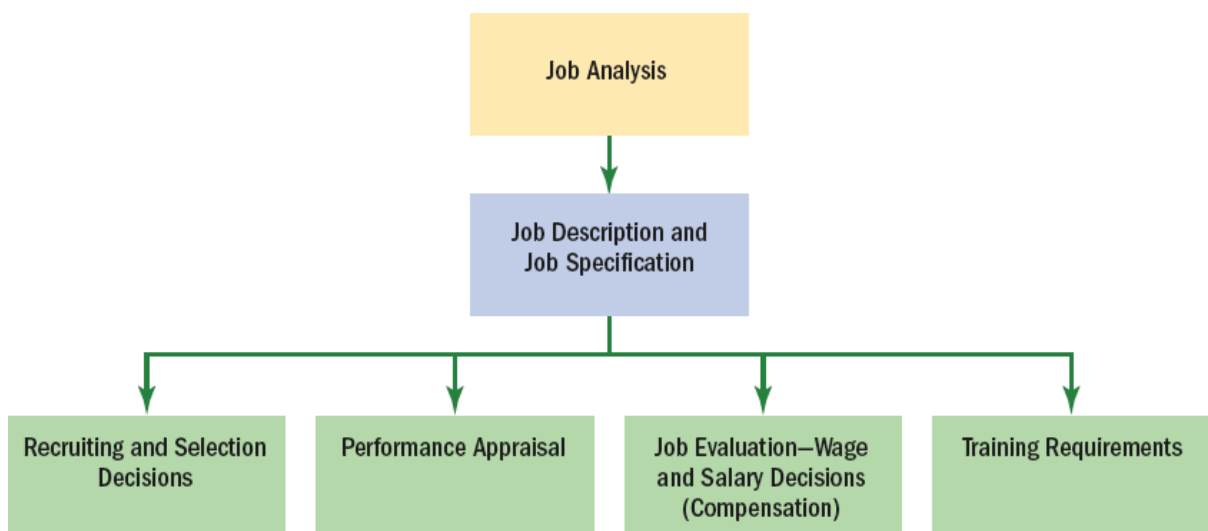 Job Analysis
Job Description and
Job Specification
Recruiting and Selection
Decisions
Performance Appraisal
Job Evaluation—Wage
and Salary Decisions
(Compensation)
Training Requirements